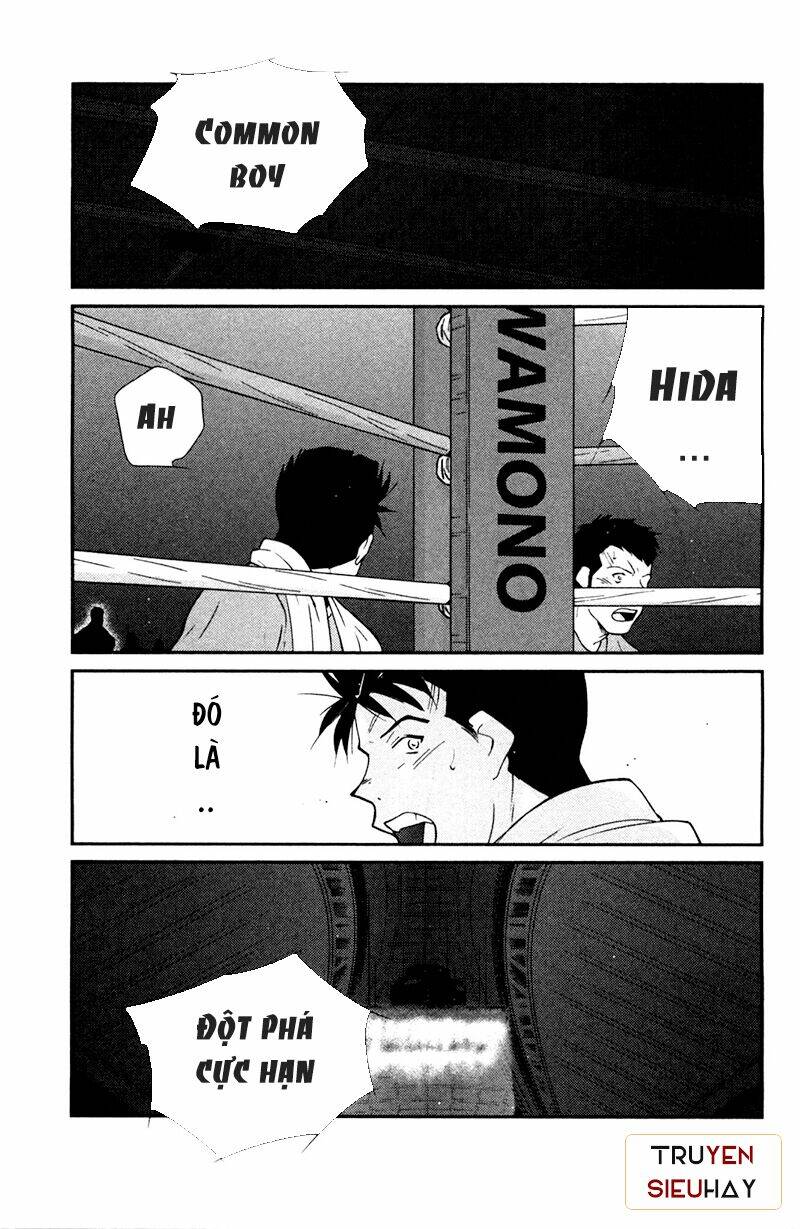 COMMON
BOY
HIDA
...
AH
WAMONO
ĐÓ
LÀ
..
ĐỘT PHÁ
CỰC HẠN
TRUYEN
SIEUHAY